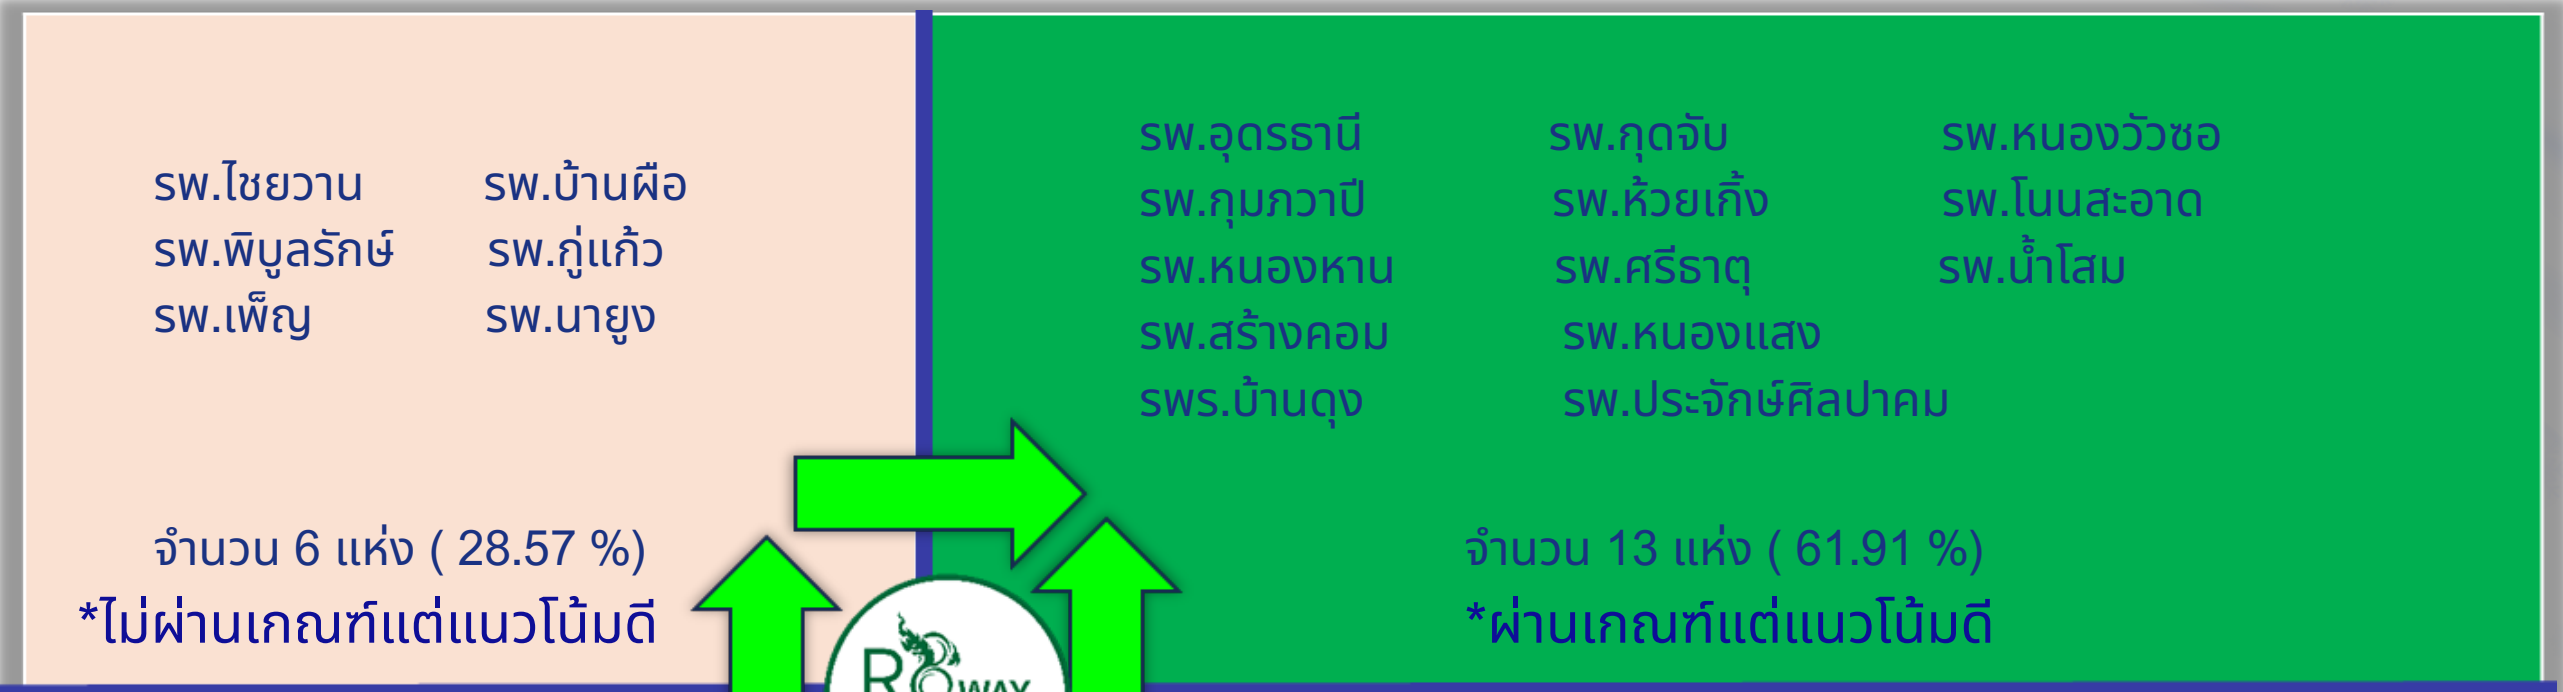 รพ.ไชยวาน รพ.บ้านผือ
รพ.พิบูลรักษ์ รพ.กู่แก้ว
รพ.เพ็ญ รพ.นายูง
จำนวน 6 แห่ง ( 28.57 %)
*ไม่ผ่านเกณฑ์แต่แนวโน้มดี
รพ.อุดรธานี รพ.กุดจับ รพ.หนองวัวซอ
รพ.กุมภวาปี รพ.ห้วยเกิ้ง รพ.โนนสะอาด
รพ.หนองหาน รพ.ศรีธาตุ รพ.น้ำโสม
รพ.สร้างคอม รพ.หนองแสง
รพร.บ้านดุง รพ.ประจักษ์ศิลปาคม
จำนวน 13 แห่ง ( 61.91 %)
*ผ่านเกณฑ์แต่แนวโน้มดี
R8 WAY